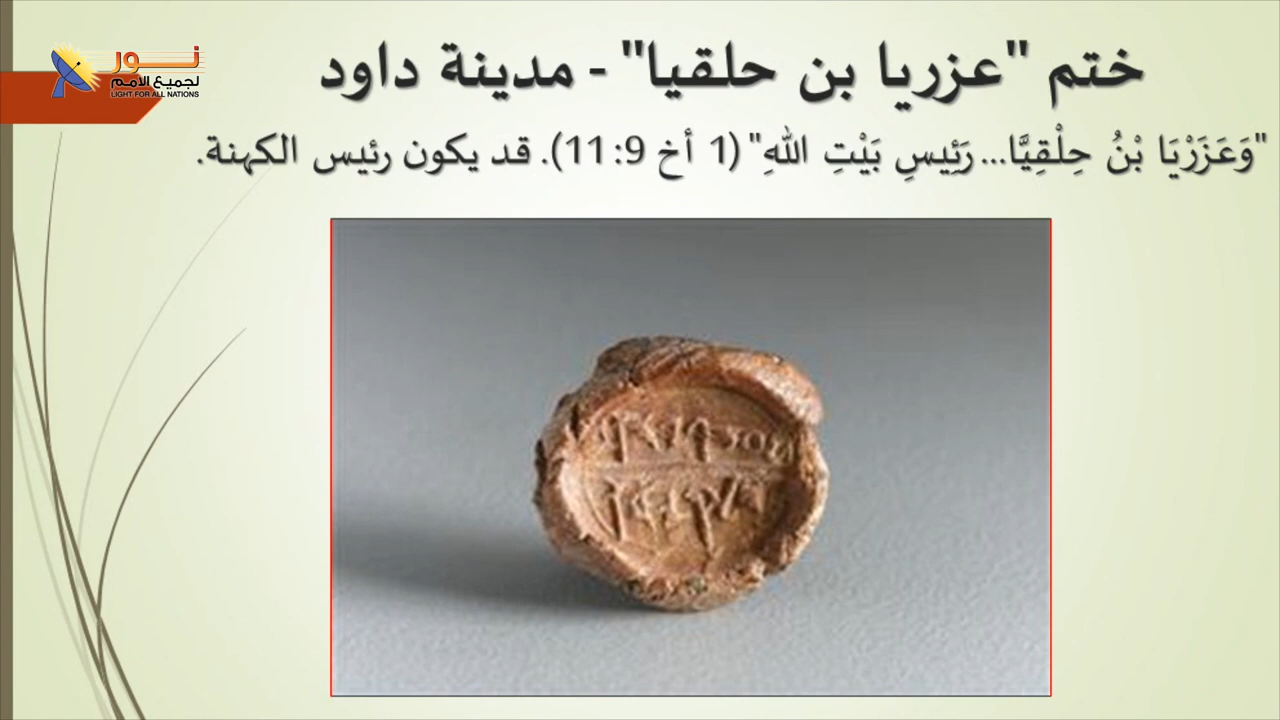 نور
لجميع الأمم
LIGHT FOR ALL NATIONS
ختم "عزريا بن حلقيا" - مدينة داود
"وَعَزَرْيَا بْنُ حِلْقِيَّا... رَئِيسِ بَيْتِ اللهِ" (1 أخ 9: 11). قد يكون رئيس الكهنة.